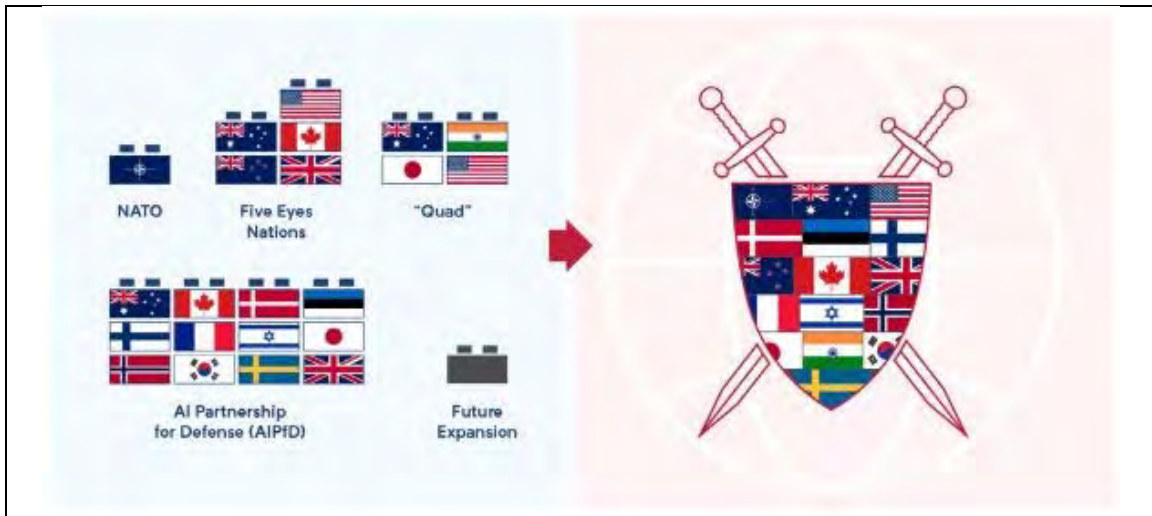 NATO
Five Eyes
Nations
"Quad"
AI Partnership
for Defense (AIPfD)
Future
Expansion